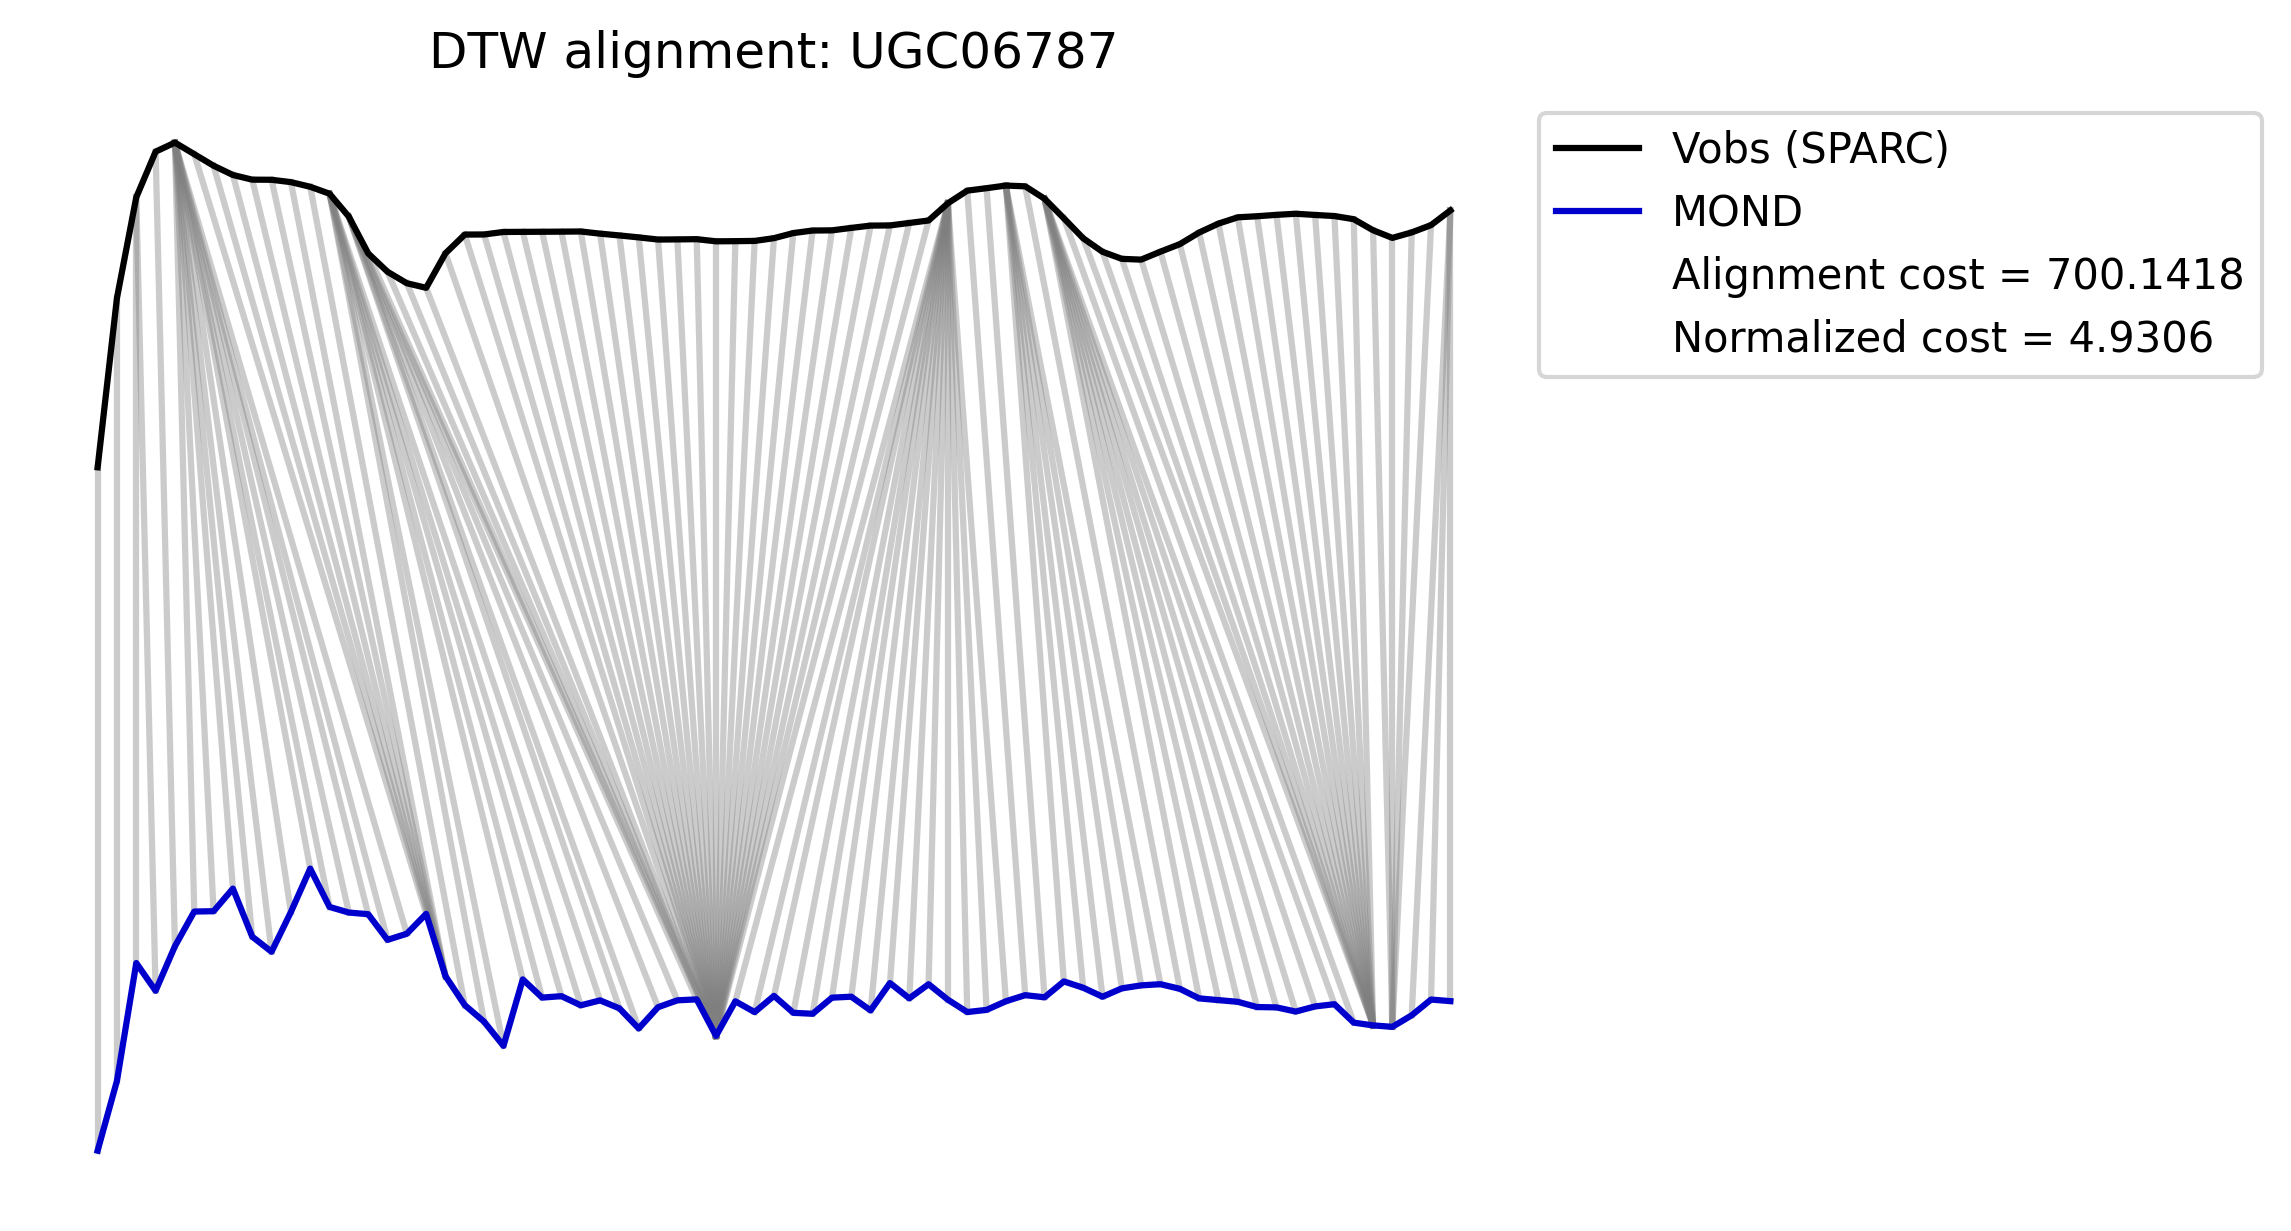 DTW alignment: UGC06787
Vobs (SPARC)
MOND
Alignment cost = 700.1418
Normalized cost = 4.9306